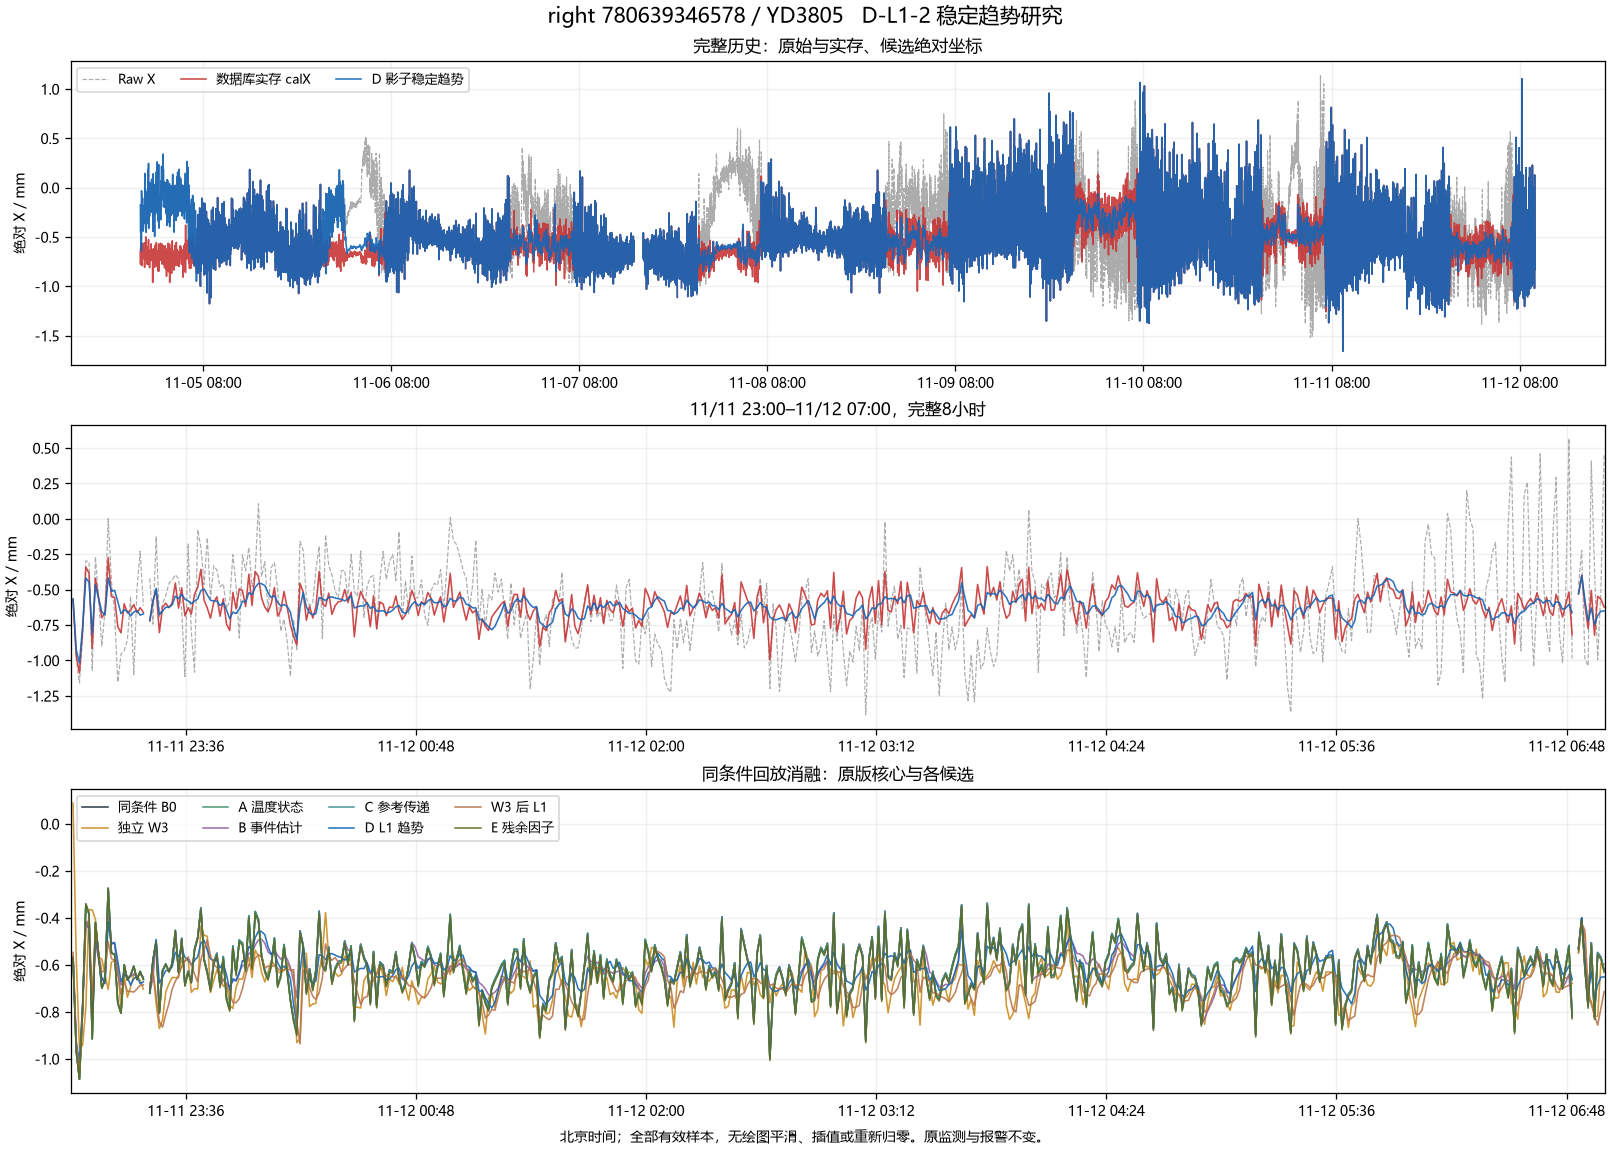 right 780639346578 / YD3805 D-L1-2 稳定趋势研究
完整历史：原始与实存、候选绝对坐标
Raw X 数据库实存 calX D 影子稳定趋势
绝对 X / mm
1.0
0.5
0.0
-0.5
-1.0
-1.5
11-05 08:00 11-06 08:00 11-07 08:00 11-08 08:00 11-09 08:00 11-10 08:00 11-11 08:00 11-12 08:00
11/11 23:00–11/12 07:00，完整8小时
绝对 X / mm
0.50
0.25
0.00
-0.25
-0.50
-0.75
-1.00
-1.25
11-11 23:36 11-12 00:48 11-12 02:00 11-12 03:12 11-12 04:24 11-12 05:36 11-12 06:48
同条件回放消融：原版核心与各候选
同条件 B0 A 温度状态 C 参考传递 W3 后 L1
独立 W3 B 事件估计 D L1 趋势 E 残余因子
绝对 X / mm
0.0
-0.2
-0.4
-0.6
-0.8
-1.0
11-11 23:36 11-12 00:48 11-12 02:00 11-12 03:12 11-12 04:24 11-12 05:36 11-12 06:48
北京时间；全部有效样本，无绘图平滑、插值或重新归零。原监测与报警不变。